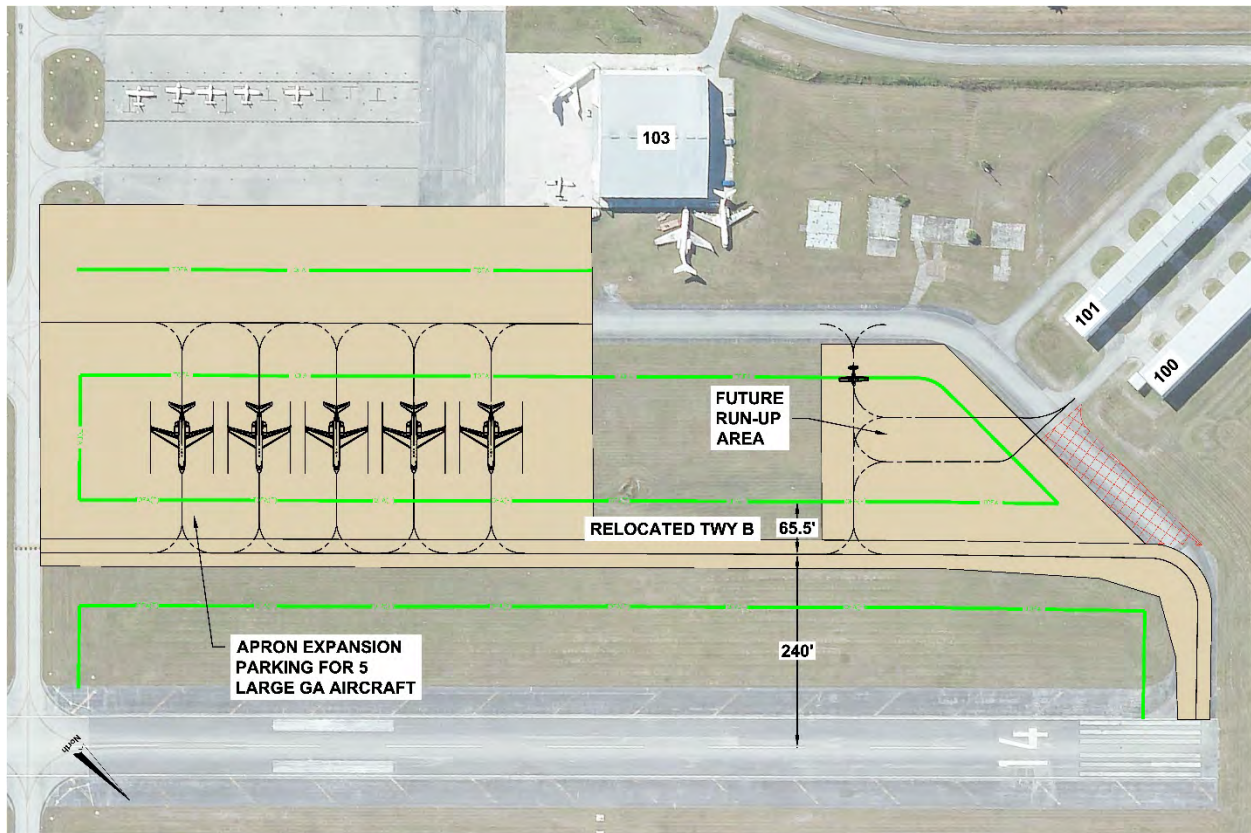 103
101
100
FUTURE
RUN-UP
AREA
RELOCATED TWY B
65.5'
240'
APRON EXPANSION
PARKING FOR 5
LARGE GA AIRCRAFT
North
14